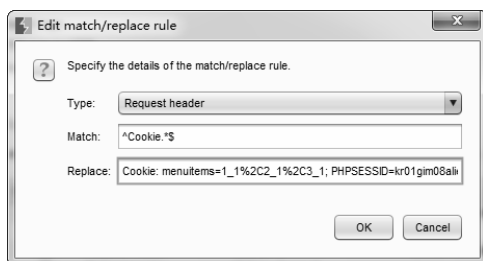 Edit match/replace rule
x
?
Specify the details of the match/replace rule.
Type: Request header
Match: ^Cookie.*$
Replace: Cookie: menuitems=1_1%2C2_1%2C3_1; PHPSESSID=kr01gim08ali
OK Cancel